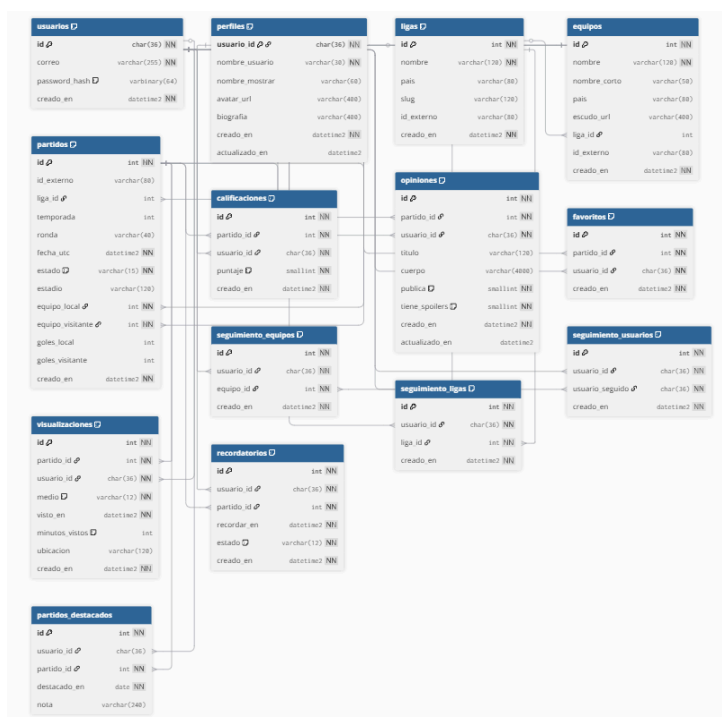 usuarios
id char(36) NN
correo varchar(255) NN
password_hash varbinary(64)
creado_en datetime2 NN
perfiles
usuario_id char(36) NN
nombre_usuario varchar(30) NN
nombre_mostrar varchar(60)
avatar_url varchar(400)
biografia varchar(400)
creado_en datetime2 NN
actualizado_en datetime2
ligas
id int NN
nombre varchar(120) NN
pais varchar(80)
slug varchar(120)
id_externo varchar(80)
creado_en datetime2 NN
equipos
id int NN
nombre varchar(120) NN
nombre_corto varchar(50)
pais varchar(80)
escudo_url varchar(400)
liga_id int
id_externo varchar(80)
creado_en datetime2 NN
partidos
id int NN
id_externo varchar(80)
liga_id int
temporada int
ronda varchar(40)
fecha_utc datetime2 NN
estado varchar(15) NN
estadio varchar(120)
equipo_local int NN
equipo_visitante int NN
goles_local int
goles_visitante int
creado_en datetime2 NN
calificaciones
id int NN
partido_id int NN
usuario_id char(36) NN
puntaje smallint NN
creado_en datetime2 NN
opiniones
id int NN
partido_id int NN
usuario_id char(36) NN
titulo varchar(120)
cuerpo varchar(4000) NN
publica smallint NN
tiene_spoilers smallint NN
creado_en datetime2 NN
actualizado_en datetime2
favoritos
id int NN
partido_id int NN
usuario_id char(36) NN
creado_en datetime2 NN
seguimiento_equipos
id int NN
usuario_id char(36) NN
equipo_id int NN
creado_en datetime2 NN
seguimiento_usuarios
id int NN
usuario_id char(36) NN
usuario_seguido char(36) NN
creado_en datetime2 NN
seguimiento_ligas
id int NN
usuario_id char(36) NN
liga_id int NN
creado_en datetime2 NN
visualizaciones
id int NN
partido_id int NN
usuario_id char(36) NN
medio varchar(12) NN
visto_en datetime2 NN
minutos_vistos int
ubicacion varchar(120)
creado_en datetime2 NN
recordatorios
id int NN
usuario_id char(36) NN
partido_id int NN
recordar_en datetime2 NN
estado varchar(12) NN
creado_en datetime2 NN
partidos_destacados
id int NN
usuario_id char(36)
partido_id int NN
destacado_en date NN
nota varchar(240)